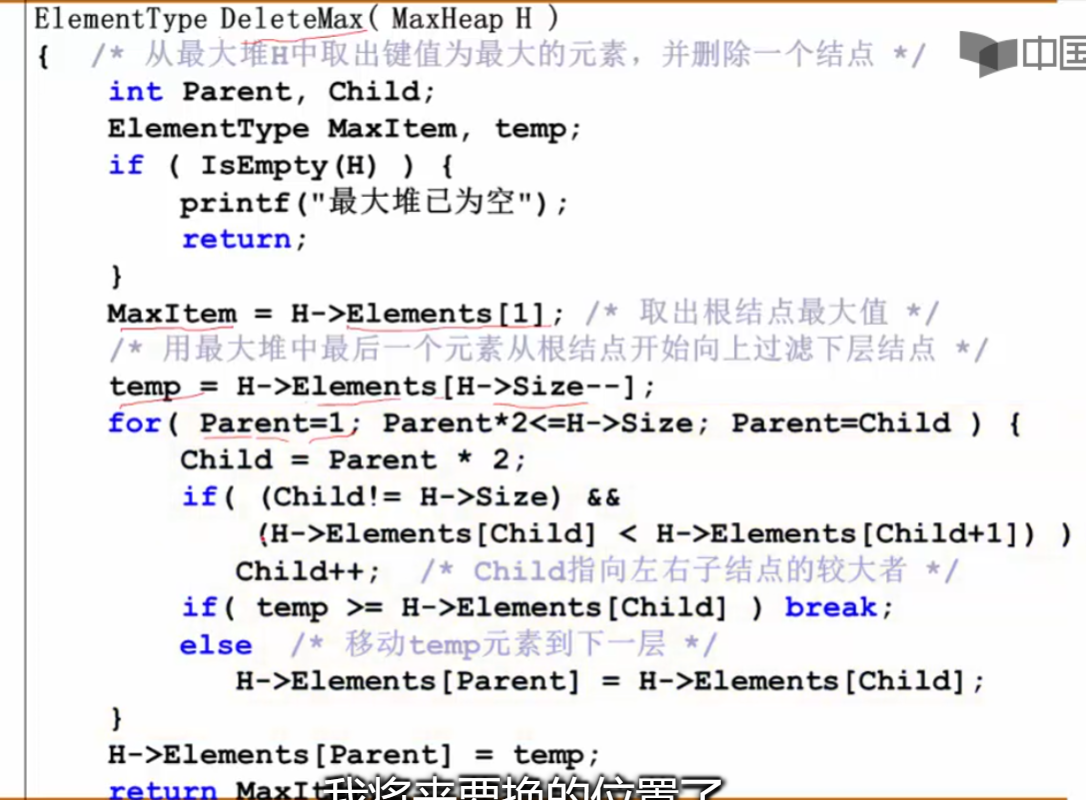 ElementType DeleteMax( MaxHeap H )
{ /* 从最大堆H中取出键值为最大的元素，并删除一个结点 */
中国
int Parent, Child;
ElementType MaxItem, temp;
if ( IsEmpty(H) ) {
printf("最大堆已为空");
return;
}
MaxItem = H->Elements[1]; /* 取出根结点最大值 */
/* 用最大堆中最后一个元素从根结点开始向上过滤下层结点 */
temp = H->Elements[H->Size--];
for( Parent=1; Parent*2<=H->Size; Parent=Child ) {
Child = Parent * 2;
if( (Child!= H->Size) &&
(H->Elements[Child] < H->Elements[Child+1]) )
Child++; /* Child指向左右子结点的较大者 */
if( temp >= H->Elements[Child] ) break;
else /* 移动temp元素到下一层 */
H->Elements[Parent] = H->Elements[Child];
}
H->Elements[Parent] = temp;
return MaxIt
我将来要换的位置了